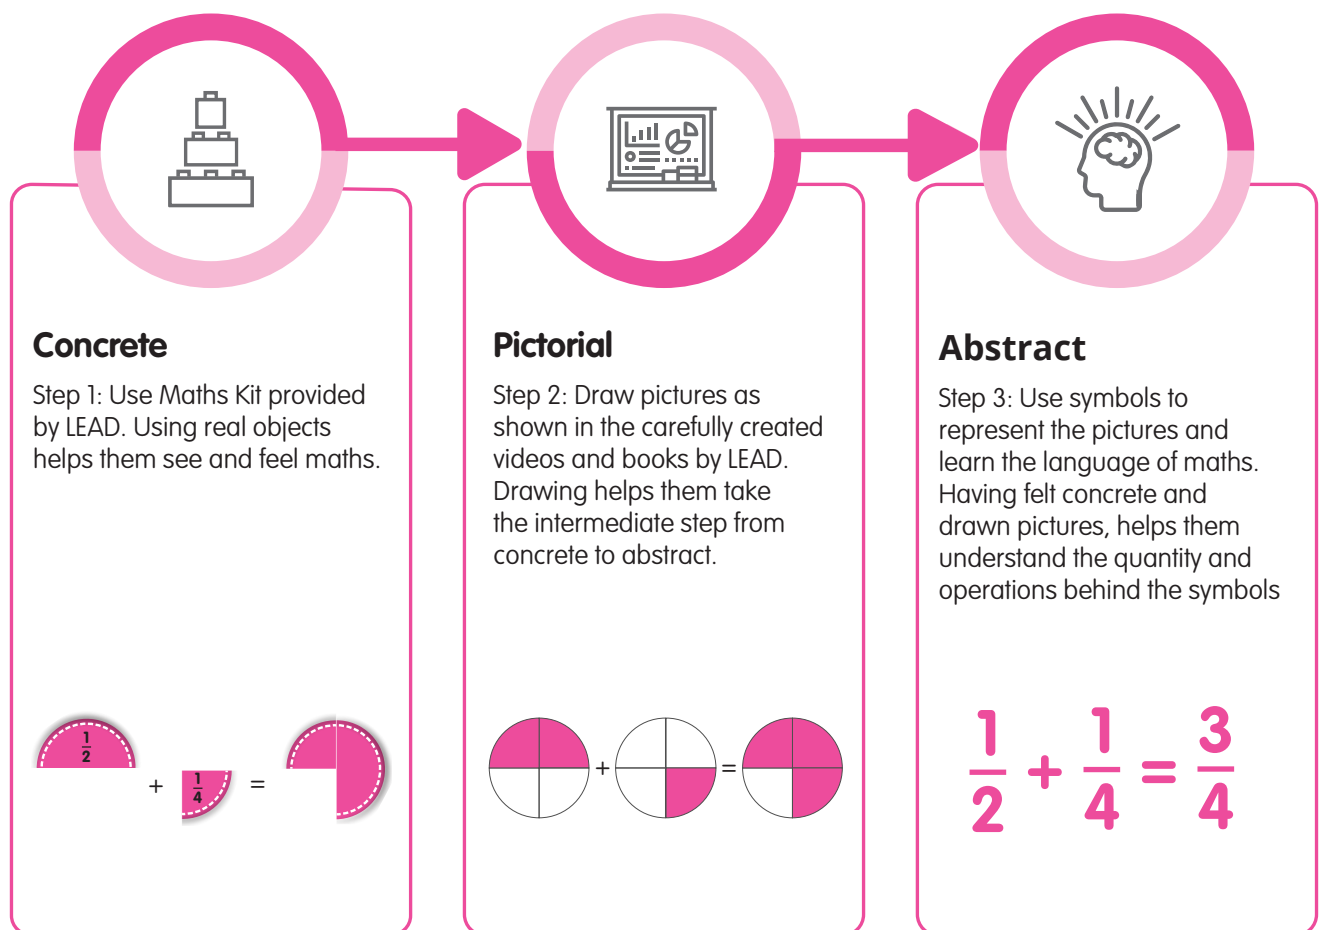 Concrete
Step 1: Use Maths Kit provided
by LEAD. Using real objects
helps them see and feel maths.
1/2 + 1/4 =
Pictorial
Step 2: Draw pictures as
shown in the carefully created
videos and books by LEAD.
Drawing helps them take
the intermediate step from
concrete to abstract.
+ =
Abstract
Step 3: Use symbols to
represent the pictures and
learn the language of maths.
Having felt concrete and
drawn pictures, helps them
understand the quantity and
operations behind the symbols
1/2 + 1/4 = 3/4